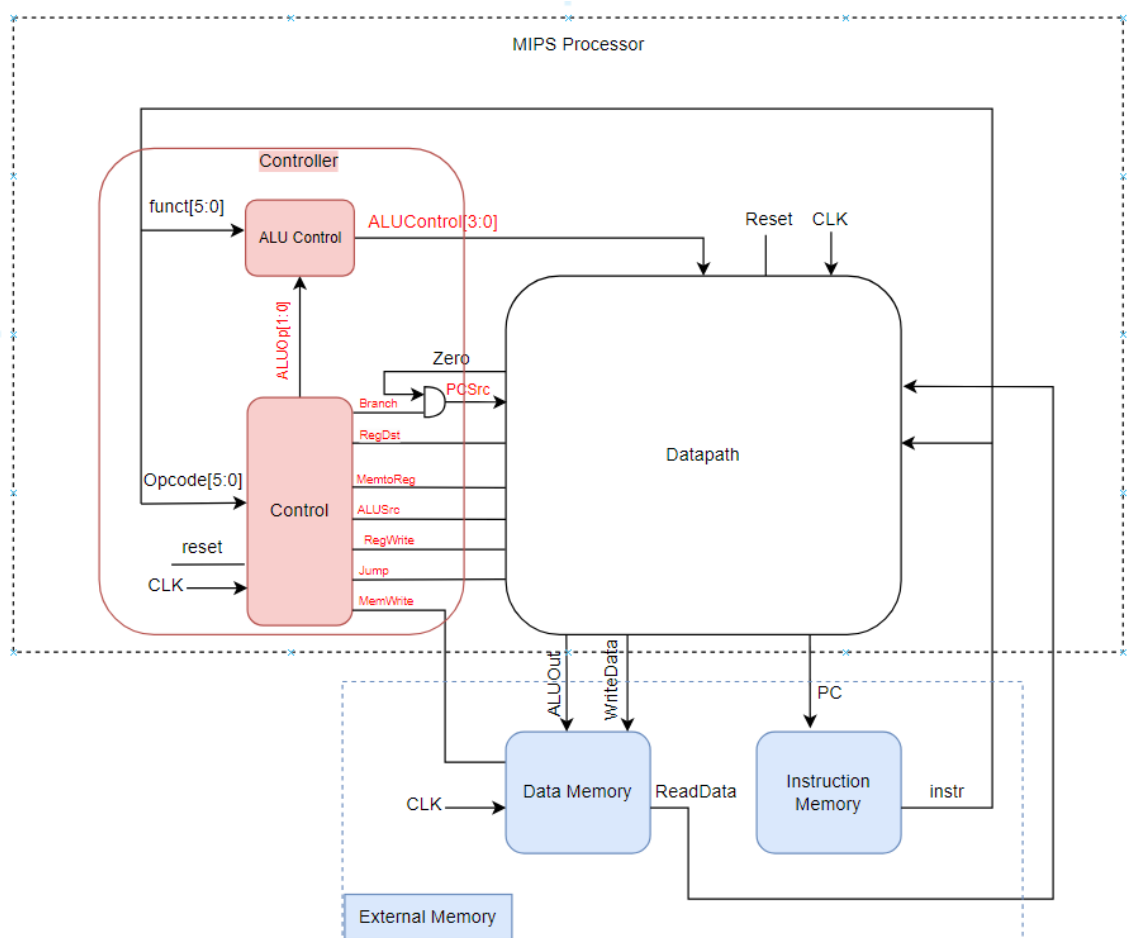 MIPS Processor
Controller
funct[5:0]
ALU Control
ALUControl[3:0]
Reset
CLK
ALUOp[1:0]
Zero
PCSrc
Branch
RegDst
Datapath
MemtoReg
Opcode[5:0]
Control
ALUSrc
RegWrite
reset
Jump
CLK
MemWrite
ALUOut
WriteData
PC
Data Memory
ReadData
Instruction
Memory
instr
CLK
External Memory